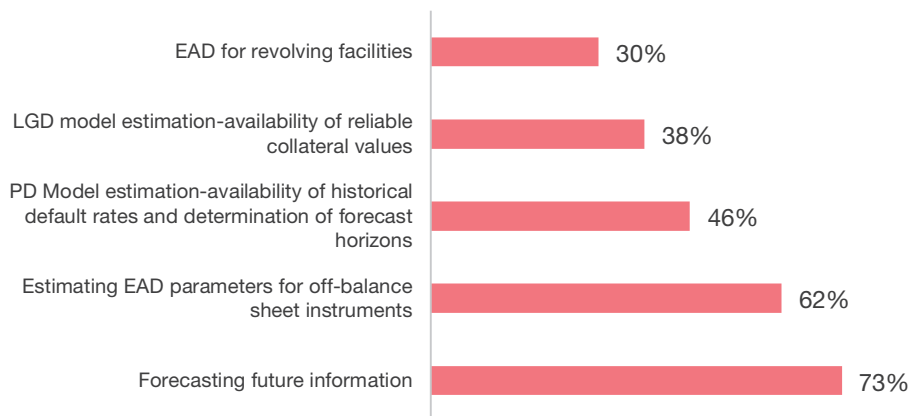 EAD for revolving facilities
30%
LGD model estimation-availability of reliable
collateral values
38%
PD Model estimation-availability of historical
default rates and determination of forecast
horizons
46%
Estimating EAD parameters for off-balance
sheet instruments
62%
Forecasting future information
73%